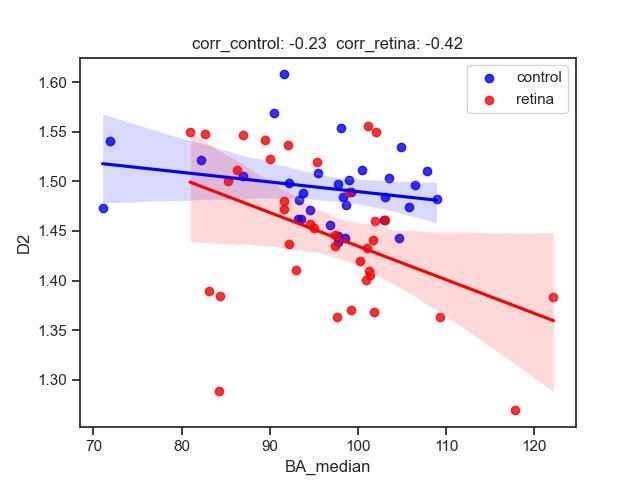 corr_control: -0.23  corr_retina: -0.42
control
retina
1.60
1.55
1.50
1.45
1.40
1.35
1.30
D2
70 80 90 100 110 120
BA_median